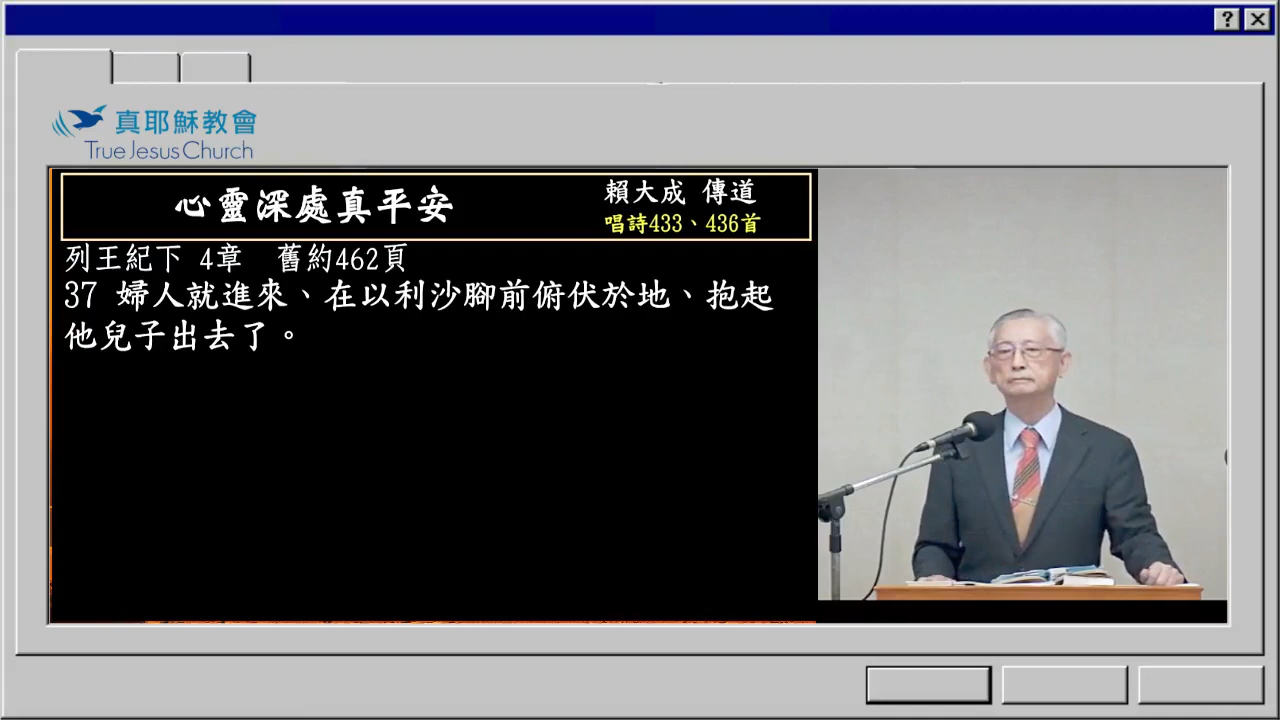 真耶穌教會
True Jesus Church
心靈深處真平安
賴大成 傳道
唱詩433、436首
列王紀下 4章 舊約462頁
37 婦人就進來、在以利沙腳前俯伏於地、抱起
他兒子出去了。